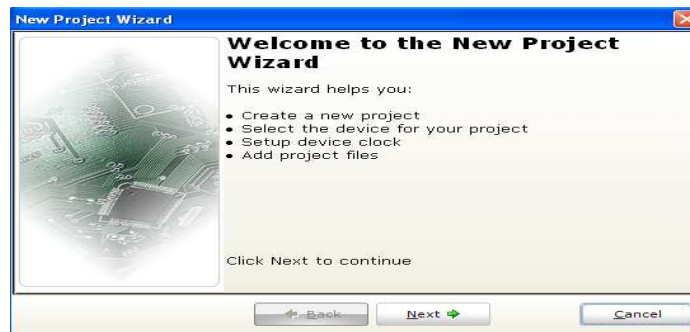 New Project Wizard
Welcome to the New Project
Wizard
This wizard helps you:
• Create a new project
• Select the device for your project
• Setup device clock
• Add project files
Click Next to continue
Back
Next
Cancel